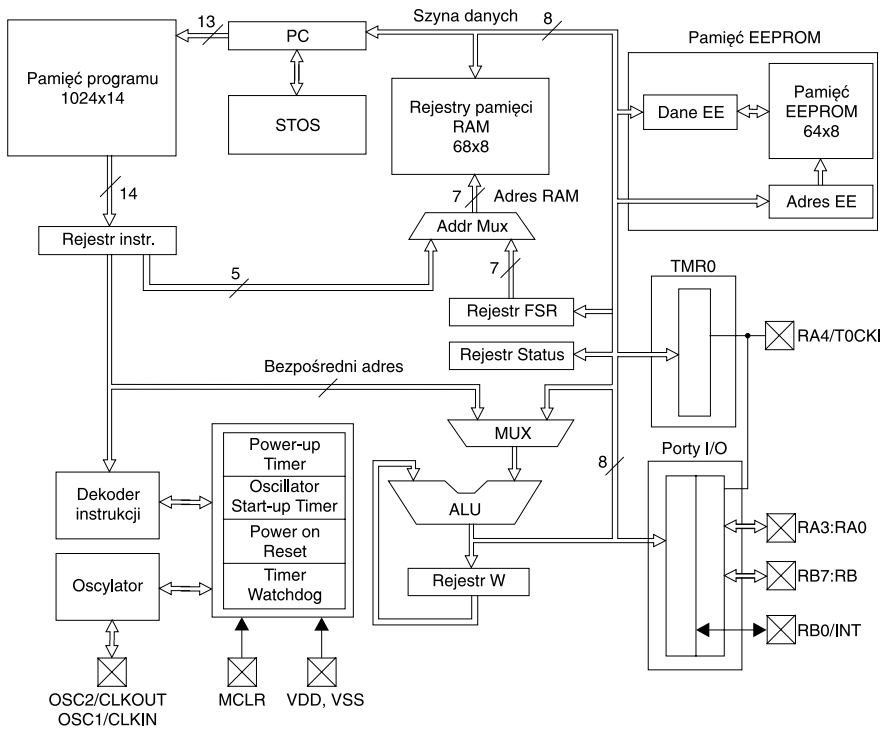 Szyna danych
13
8
PC
Pamięć EEPROM
Pamięć programu
1024x14
STOS
Rejestry pamięci
RAM
68x8
Dane EE
Pamięć
EEPROM
64x8
14
7
Adres RAM
Adres EE
Rejestr instr.
Addr Mux
5
7
TMR0
Rejestr FSR
RA4/T0CKI
Rejestr Status
Bezpośredni adres
MUX
8
Porty I/O
Power-up
Timer
Oscillator
Start-up Timer
Power on
Reset
Timer
Watchdog
Dekoder
instrukcji
ALU
RA3:RA0
Oscylator
Rejestr W
RB7:RB
RB0/INT
OSC2/CLKOUT
OSC1/CLKIN
MCLR
VDD, VSS